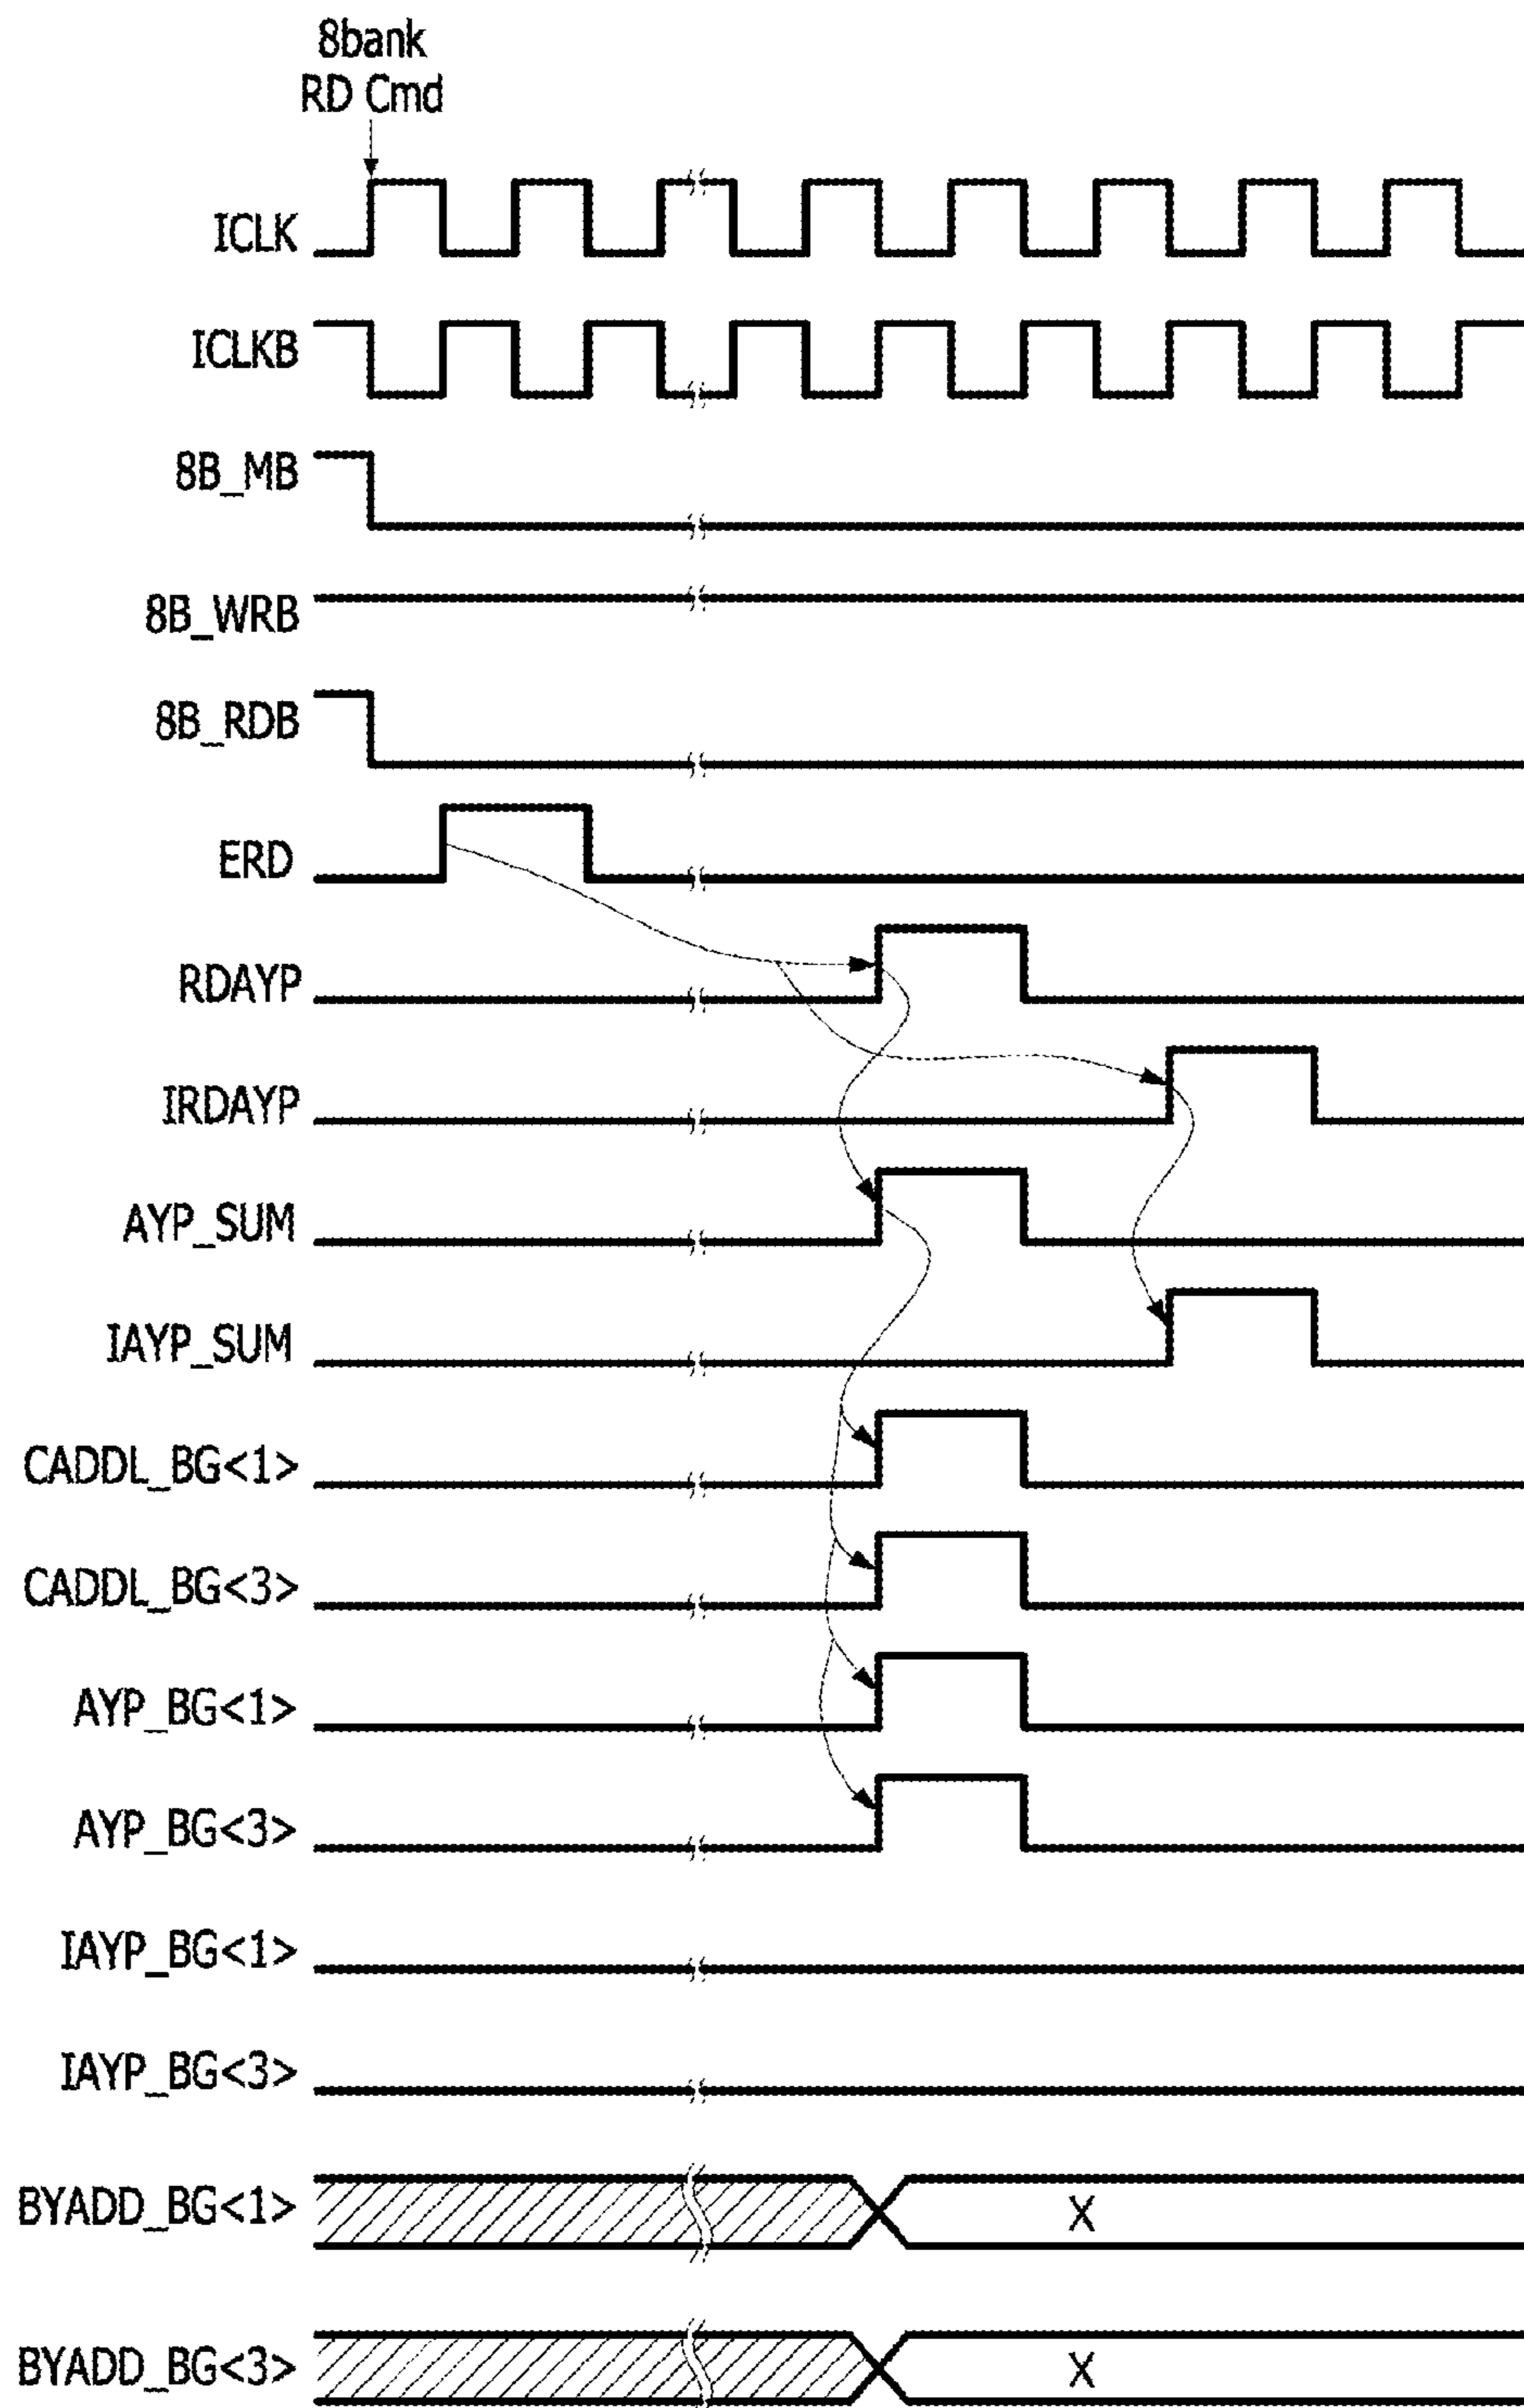 8bank
RD Cmd
ICLK
ICLKB
8B_MB
8B_WRB
8B_RDB
ERD
RDAYP
IRDAYP
AYP_SUM
IAYP_SUM
CADDL_BG<1>
CADDL_BG<3>
AYP_BG<1>
AYP_BG<3>
IAYP_BG<1>
IAYP_BG<3>
BYADD_BG<1>
X
BYADD_BG<3>
X